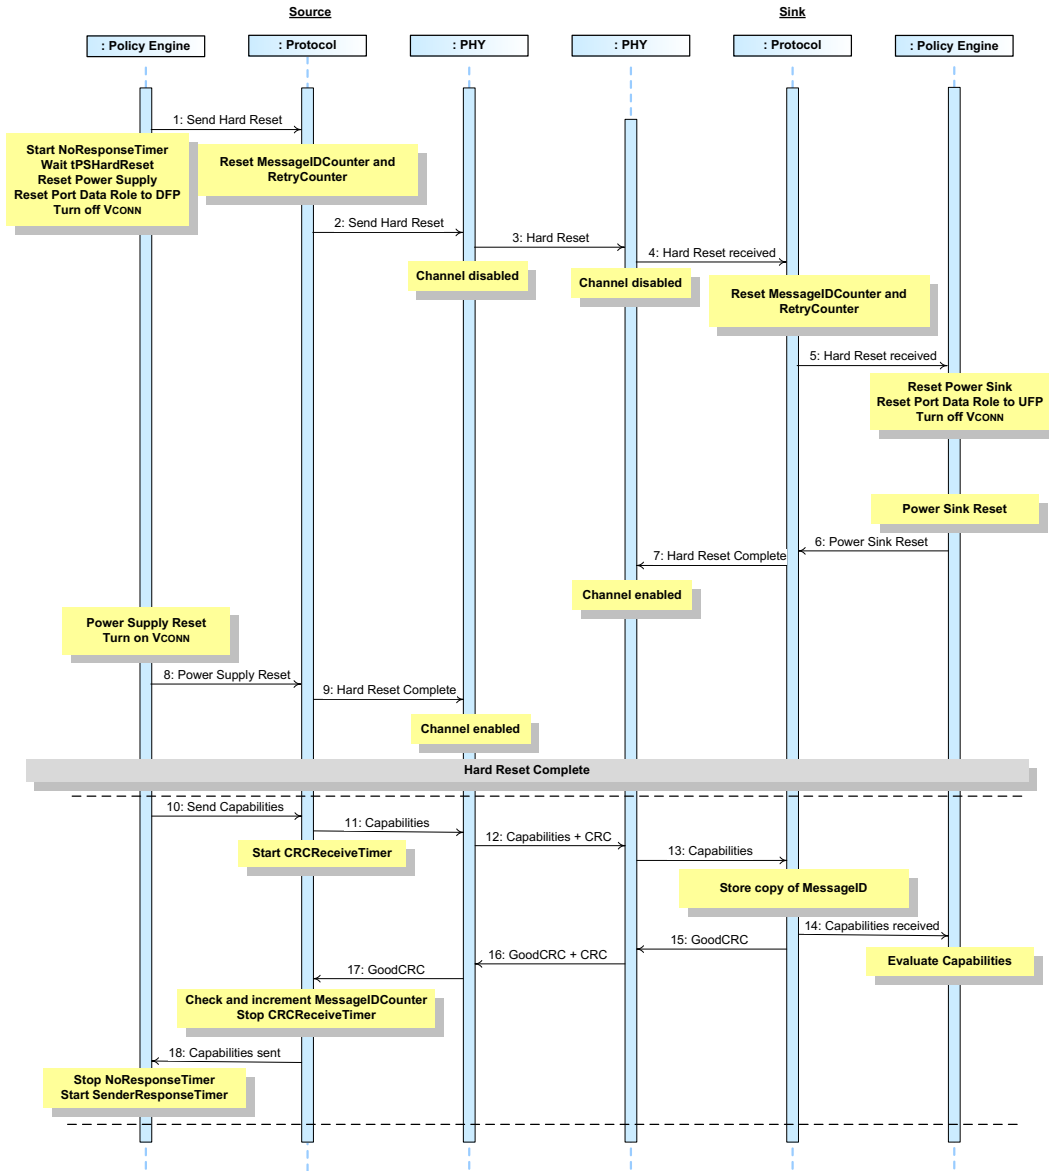 Source
Sink
: Policy Engine
: Protocol
: PHY
: PHY
: Protocol
: Policy Engine
1: Send Hard Reset
Start NoResponseTimer
Wait tPSHardReset
Reset Power Supply
Reset Port Data Role to DFP
Turn off VCONN
Reset MessageIDCounter and
RetryCounter
2: Send Hard Reset
3: Hard Reset
4: Hard Reset received
Channel disabled
Channel disabled
Reset MessageIDCounter and
RetryCounter
5: Hard Reset received
Reset Power Sink
Reset Port Data Role to UFP
Turn off VCONN
Power Sink Reset
6: Power Sink Reset
7: Hard Reset Complete
Channel enabled
Power Supply Reset
Turn on VCONN
8: Power Supply Reset
9: Hard Reset Complete
Channel enabled
Hard Reset Complete
10: Send Capabilities
11: Capabilities
12: Capabilities + CRC
Start CRCReceiveTimer
13: Capabilities
Store copy of MessageID
14: Capabilities received
15: GoodCRC
16: GoodCRC + CRC
Evaluate Capabilities
17: GoodCRC
Check and increment MessageIDCounter
Stop CRCReceiveTimer
18: Capabilities sent
Stop NoResponseTimer
Start SenderResponseTimer